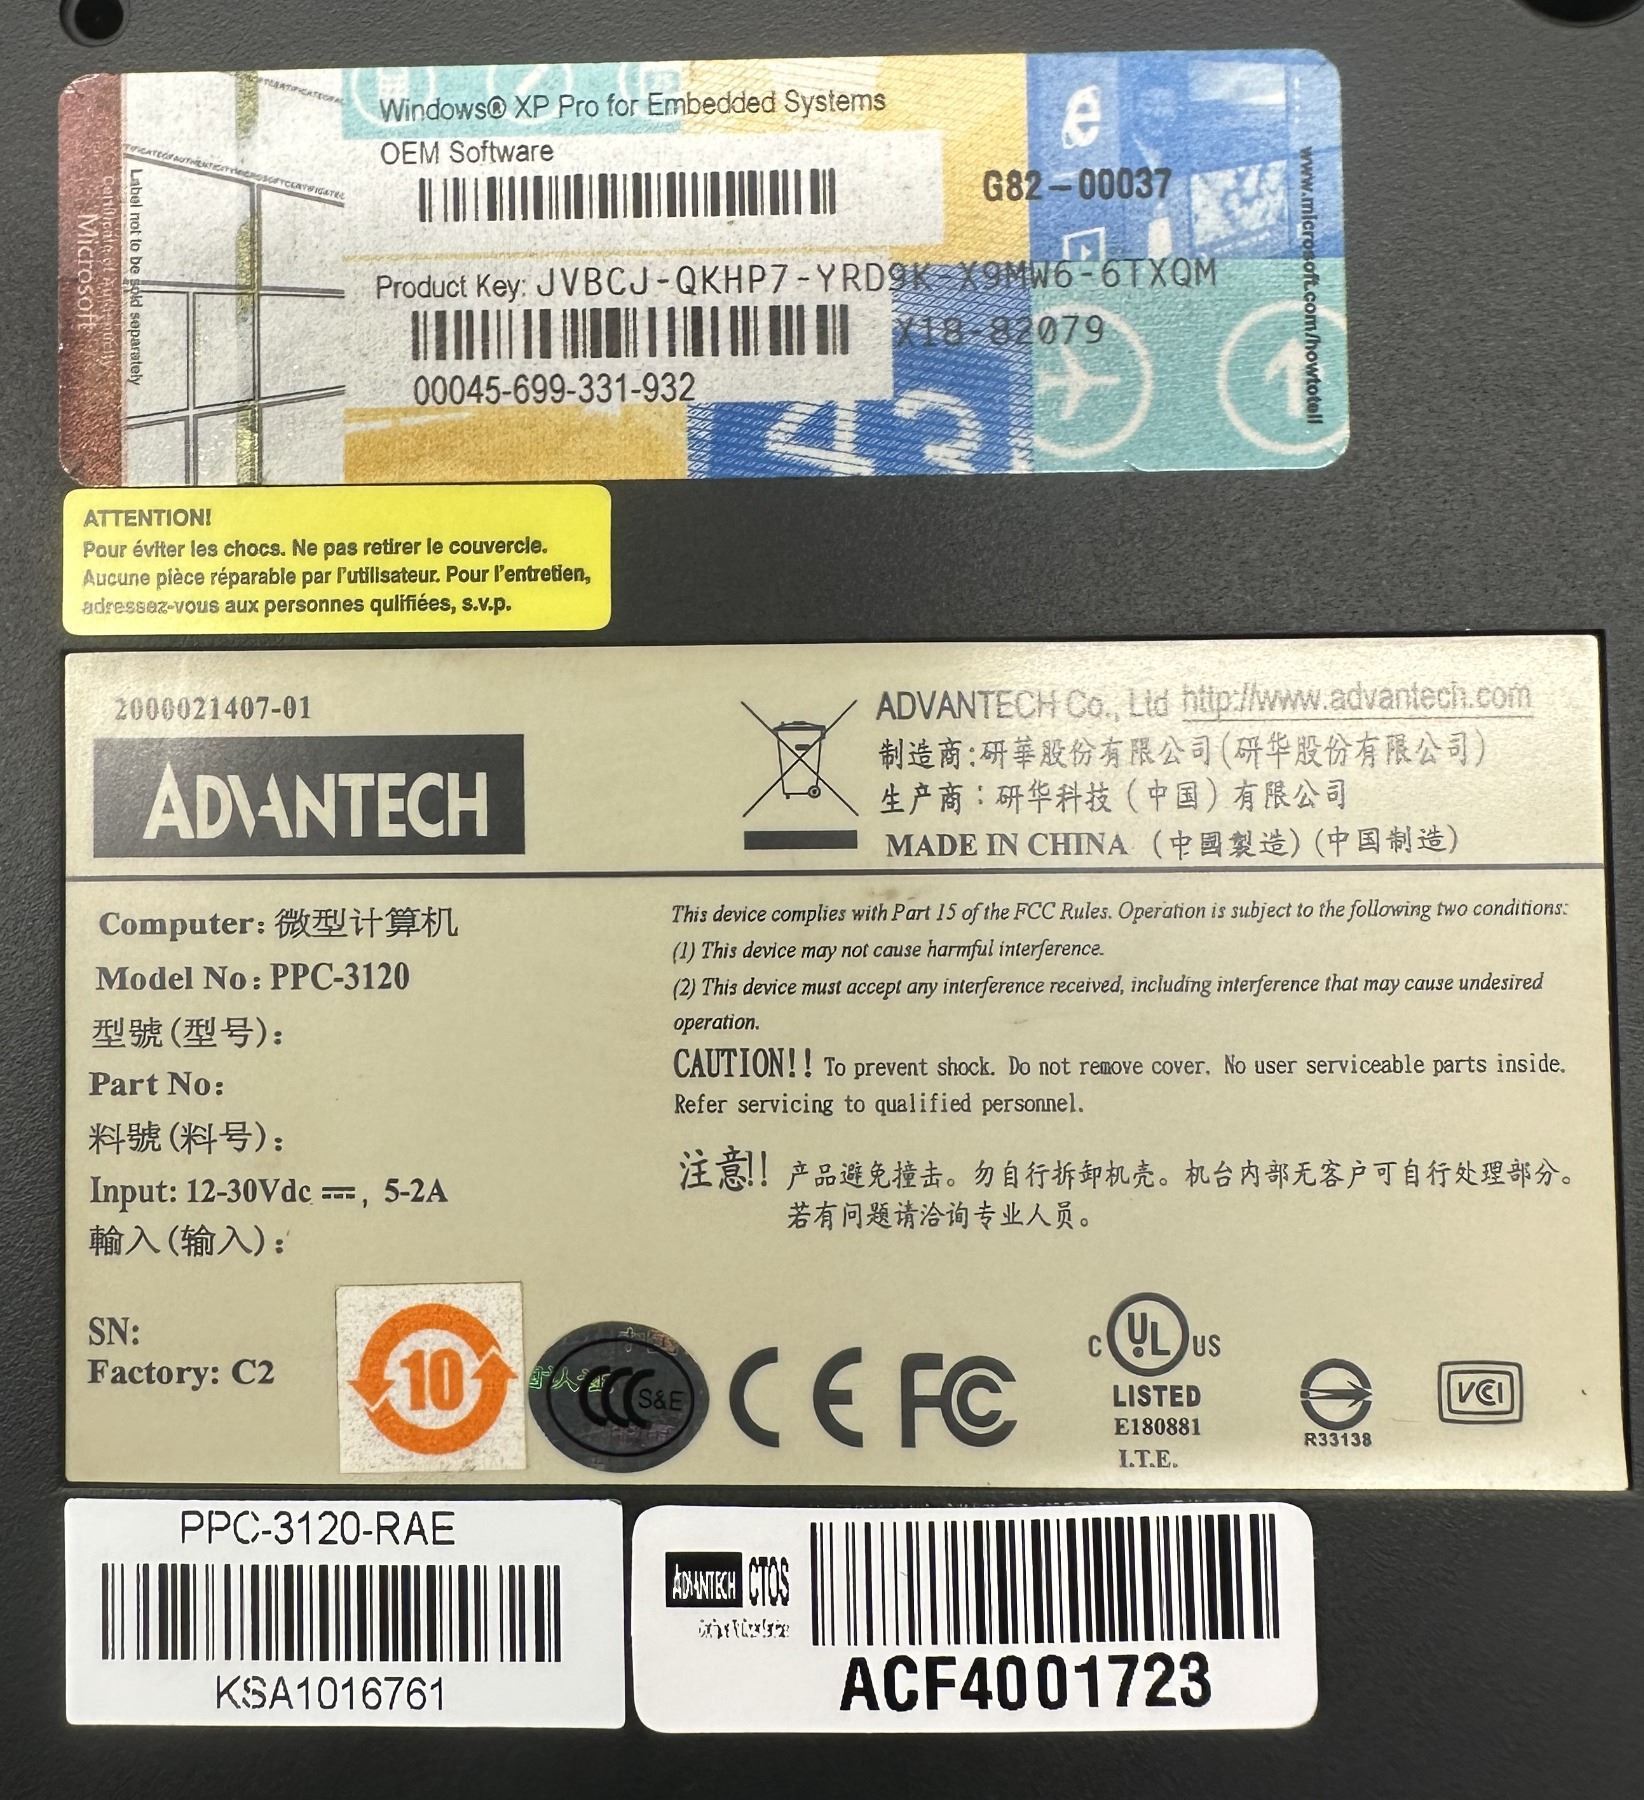 Windows® XP Pro for Embedded Systems
OEM Software
G82-00037
Product Key: JVBCJ-QKHP7-YRD9K-X9MW6-6TXQM
X18-82079
00045-699-331-932
Microsoft
Certificate of Authenticity
Label not to be sold separately
www.microsoft.com/howtotell
43
ATTENTION!
Pour éviter les chocs. Ne pas retirer le couvercle.
Aucune pièce réparable par l'utilisateur. Pour l'entretien,
adressez-vous aux personnes qulifiées, s.v.p.
2000021407-01
ADVANTECH
ADVANTECH Co., Ltd http://www.advantech.com
制造商:研華股份有限公司(研华股份有限公司)
生产商：研华科技（中国）有限公司
MADE IN CHINA （中國製造）(中国制造)
Computer: 微型计算机
Model No: PPC-3120
型號(型号)：
Part No:
料號(料号)：
Input: 12-30Vdc ⎓, 5-2A
輸入(输入)：
SN:
Factory: C2
This device complies with Part 15 of the FCC Rules. Operation is subject to the following two conditions:
(1) This device may not cause harmful interference.
(2) This device must accept any interference received, including interference that may cause undesired
operation.
CAUTION!! To prevent shock. Do not remove cover. No user serviceable parts inside.
Refer servicing to qualified personnel.
注意!! 产品避免撞击。勿自行拆卸机壳。机台内部无客户可自行处理部分。
若有问题请洽询专业人员。
10
CCC S&E
CE
FC
C UL US
LISTED
E180881
I.T.E.
R33138
VCI
PPC-3120-RAE
KSA1016761
ADVANTECH CTOS
ACF4001723